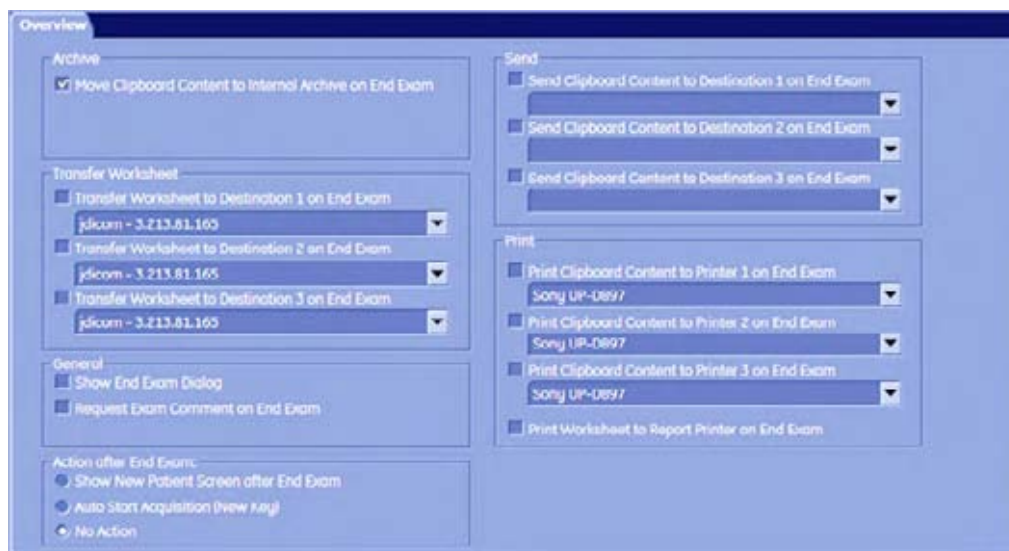 Overview
Archive
Move Clipboard Content to Internal Archive on End Exam
Transfer Worksheet
Transfer Worksheet to Destination 1 on End Exam
jdicom - 3.213.81.165
Transfer Worksheet to Destination 2 on End Exam
jdicom - 3.213.81.165
Transfer Worksheet to Destination 3 on End Exam
jdicom - 3.213.81.165
General
Show End Exam Dialog
Request Exam Comment on End Exam
Action after End Exam:
Show New Patient Screen after End Exam
Auto Start Acquisition (New Key)
No Action
Send
Send Clipboard Content to Destination 1 on End Exam
Send Clipboard Content to Destination 2 on End Exam
Send Clipboard Content to Destination 3 on End Exam
Print
Print Clipboard Content to Printer 1 on End Exam
Sony UP-D897
Print Clipboard Content to Printer 2 on End Exam
Sony UP-D897
Print Clipboard Content to Printer 3 on End Exam
Sony UP-D897
Print Worksheet to Report Printer on End Exam